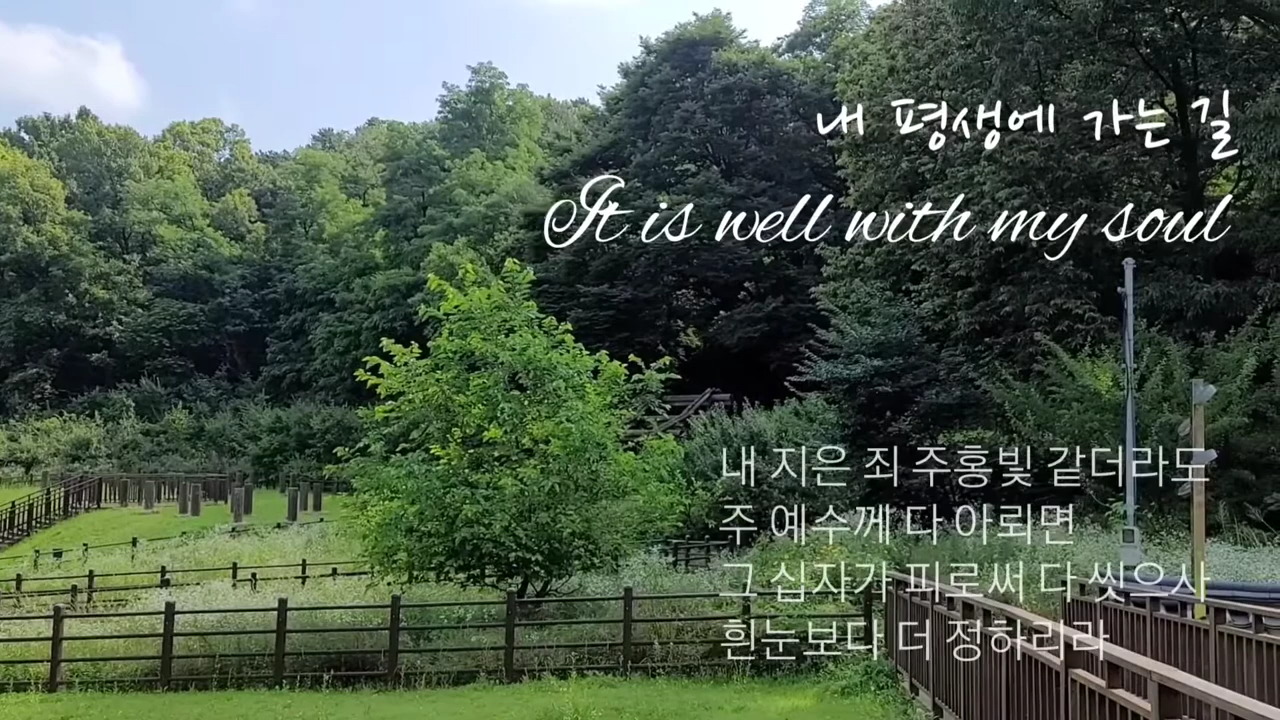 내 평생에 가는 길
It is well with my soul
내 지은 죄 주홍빛 같더라도
주 예수께 다 아뢰면
그 십자가 피로써 다 씻으사
흰눈보다 더 정하리라